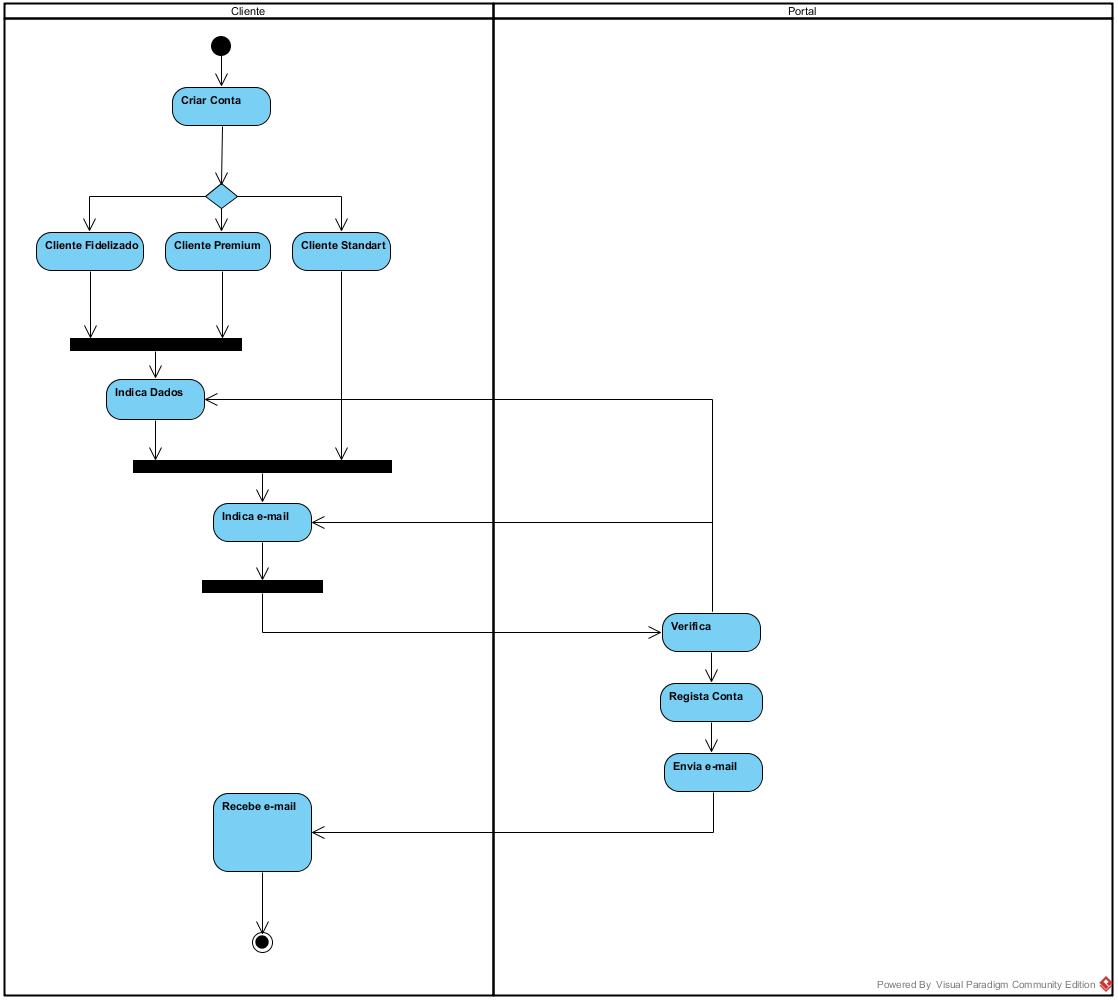 Cliente
Portal
Criar Conta
Cliente Fidelizado
Cliente Premium
Cliente Standart
Indica Dados
Indica e-mail
Verifica
Regista Conta
Envia e-mail
Recebe e-mail
Powered By Visual Paradigm Community Edition